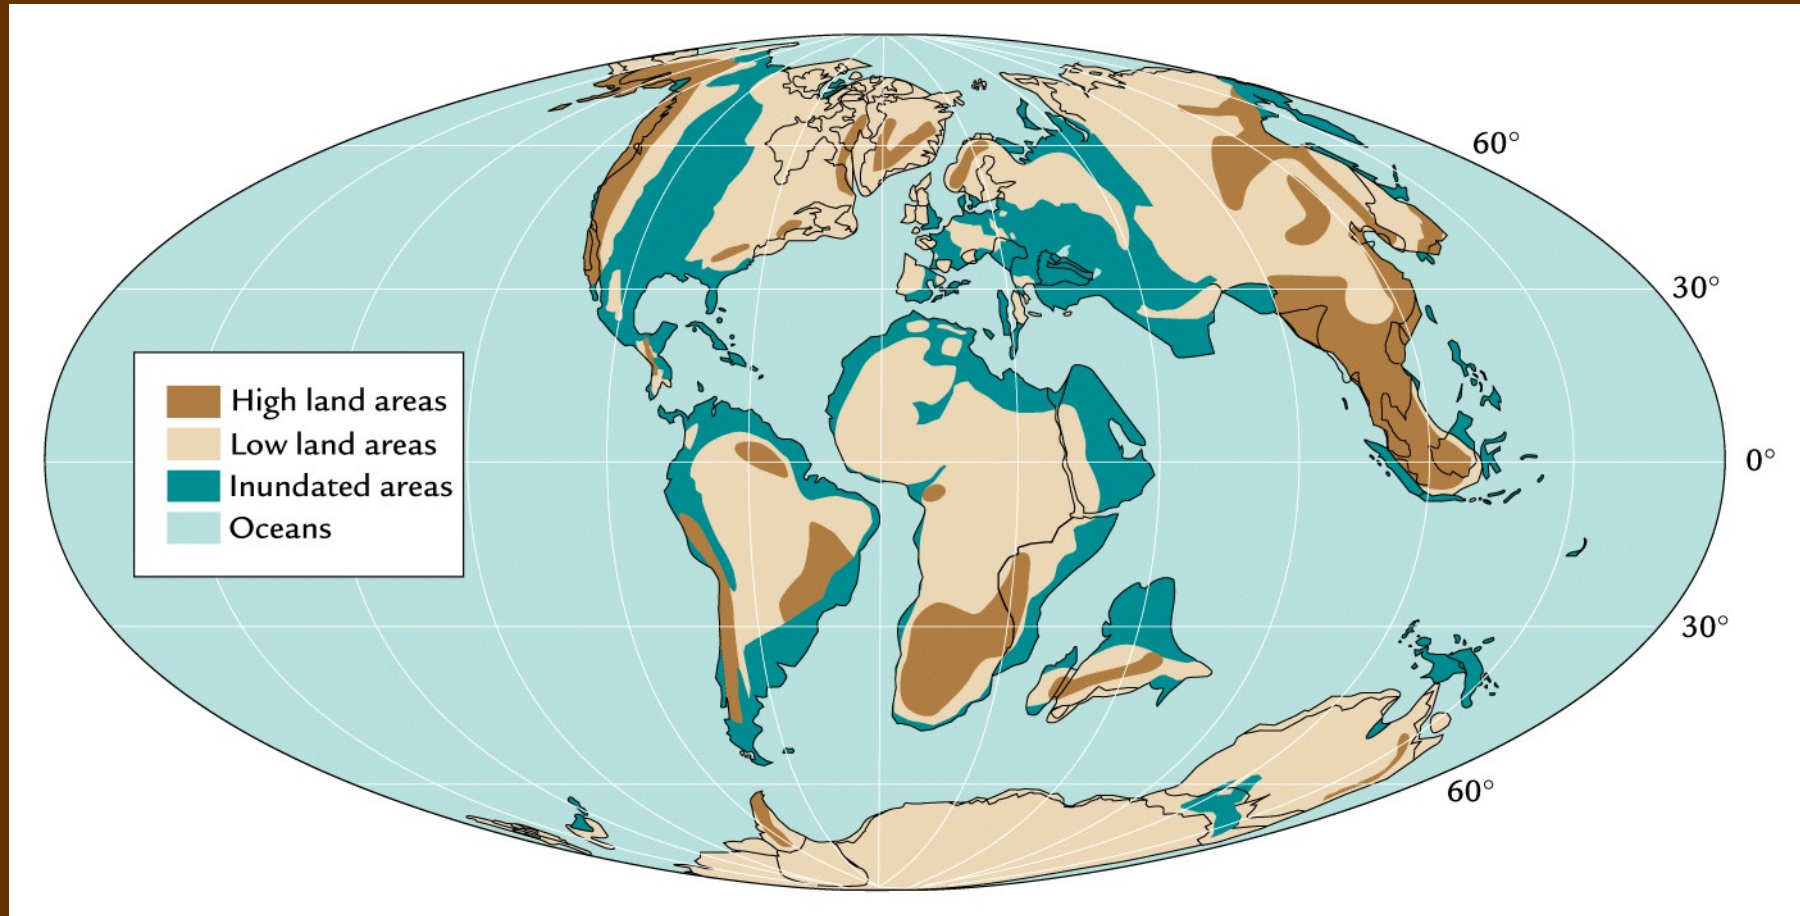 High land areas
Low land areas
Inundated areas
Oceans
60°
30°
0°
30°
60°